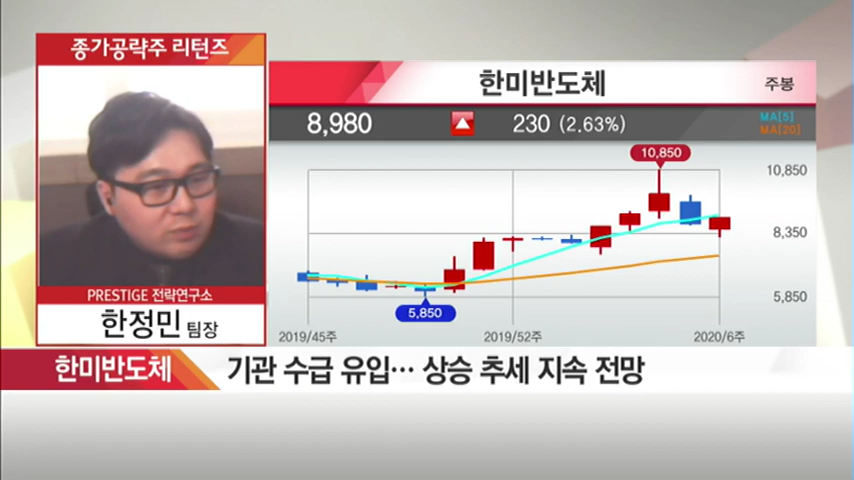 종가공략주 리턴즈
PRESTIGE 전략연구소
한정민 팀장
한미반도체 주봉
8,980 230 (2.63%)
MA[5]
MA[20]
10,850
10,850
8,350
5,850
5,850
2019/45주 2019/52주 2020/6주
한미반도체 기관 수급 유입··· 상승 추세 지속 전망